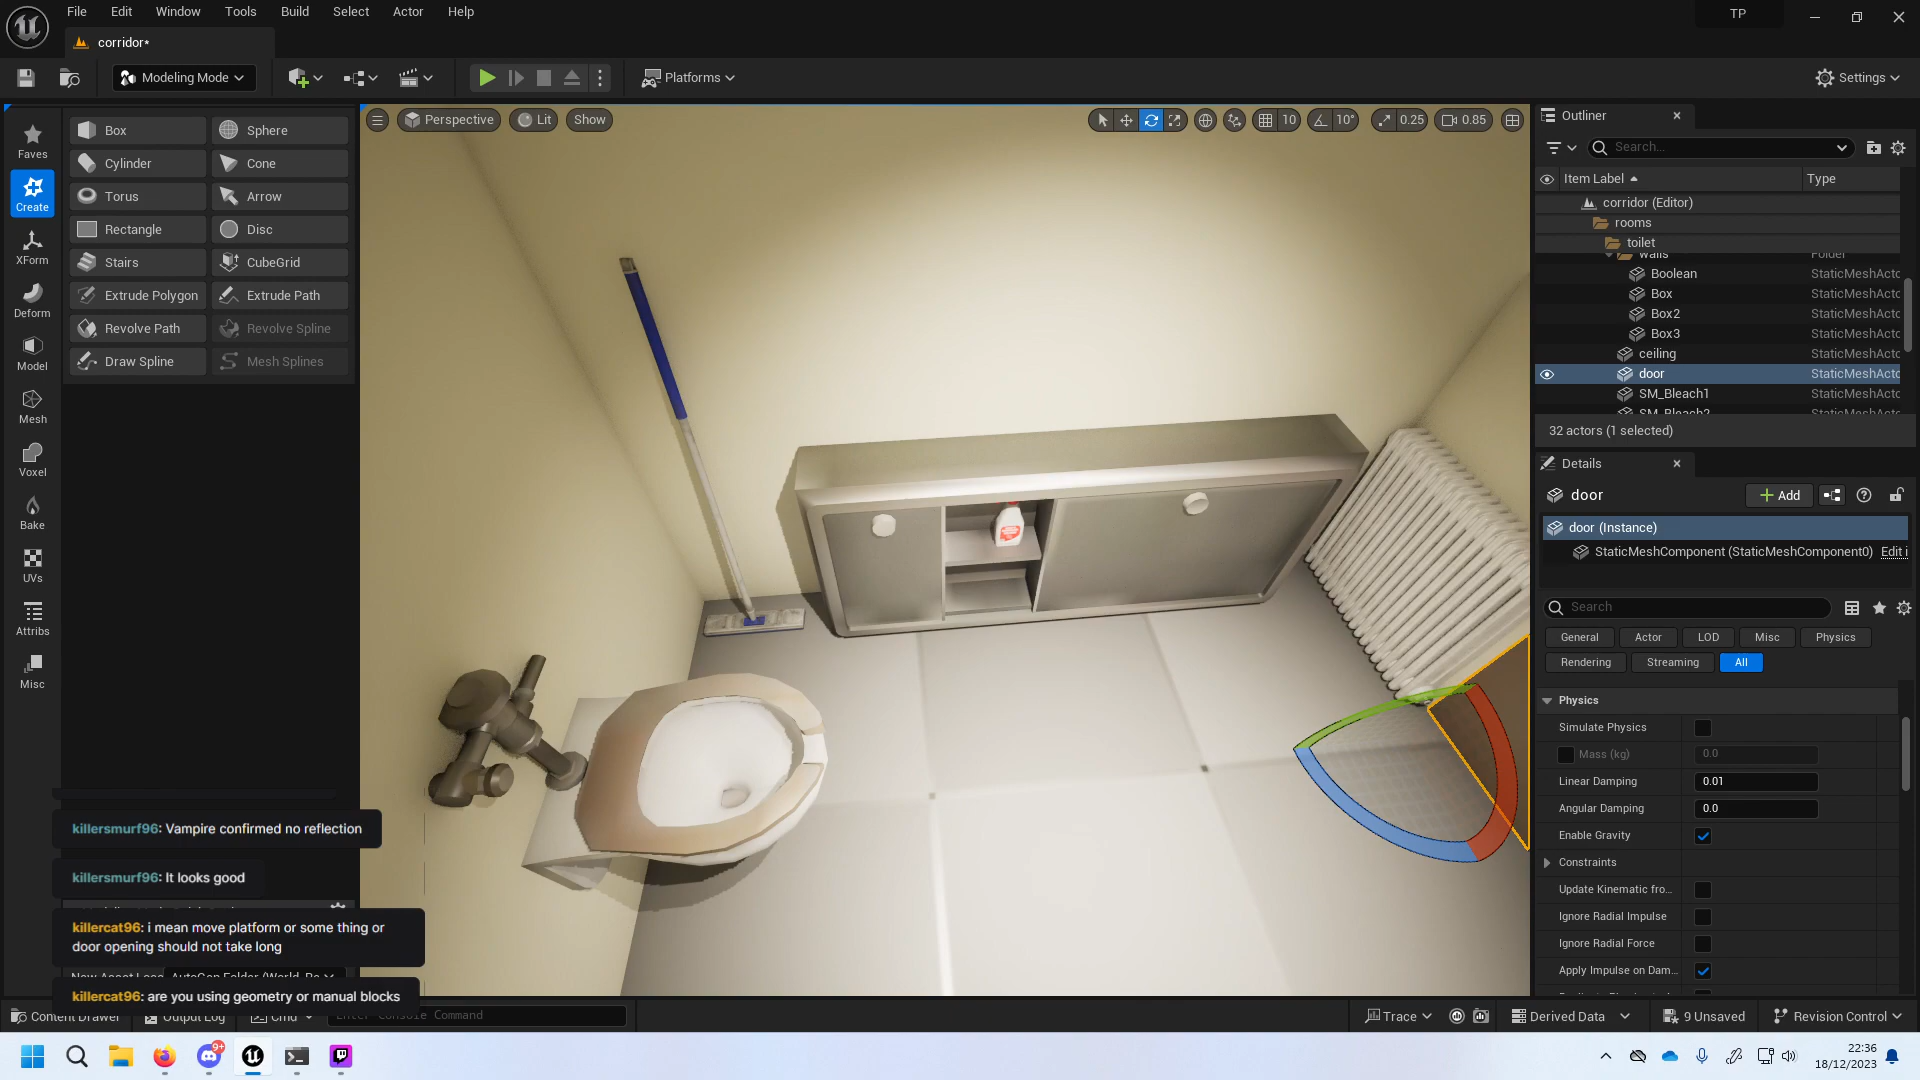 File Edit Window Tools Build Select Actor Help
TP
corridor*
Modeling Mode
Platforms
Settings
Faves
Create
XForm
Deform
Model
Mesh
Voxel
Bake
UVs
Attribs
Misc
Box Sphere
Cylinder Cone
Torus Arrow
Rectangle Disc
Stairs CubeGrid
Extrude Polygon Extrude Path
Revolve Path Revolve Spline
Draw Spline Mesh Splines
Perspective Lit Show
10 10° 0.25 0.85
Outliner
Search...
Item Label Type
corridor (Editor)
rooms
toilet
walls Folder
Boolean StaticMeshActo
Box StaticMeshActo
Box2 StaticMeshActo
Box3 StaticMeshActo
ceiling StaticMeshActo
door StaticMeshActo
SM_Bleach1 StaticMeshActo
SM_Bleach2
32 actors (1 selected)
Details
door
Add
door (Instance)
StaticMeshComponent (StaticMeshComponent0) Edit i
Search
General Actor LOD Misc Physics
Rendering Streaming All
Physics
Simulate Physics
Mass (kg) 0.0
Linear Damping 0.01
Angular Damping 0.0
Enable Gravity
Constraints
Update Kinematic fro...
Ignore Radial Impulse
Ignore Radial Force
Apply Impulse on Dam...
killersmurf96: Vampire confirmed no reflection
killersmurf96: It looks good
killercat96: i mean move platform or some thing or
door opening should not take long
New Asset Loca AutoGen Folder (World-Re
killercat96: are you using geometry or manual blocks
Content Drawer Output Log Cmd Enter Console Command
Trace Derived Data 9 Unsaved Revision Control
9+
22:36
18/12/2023